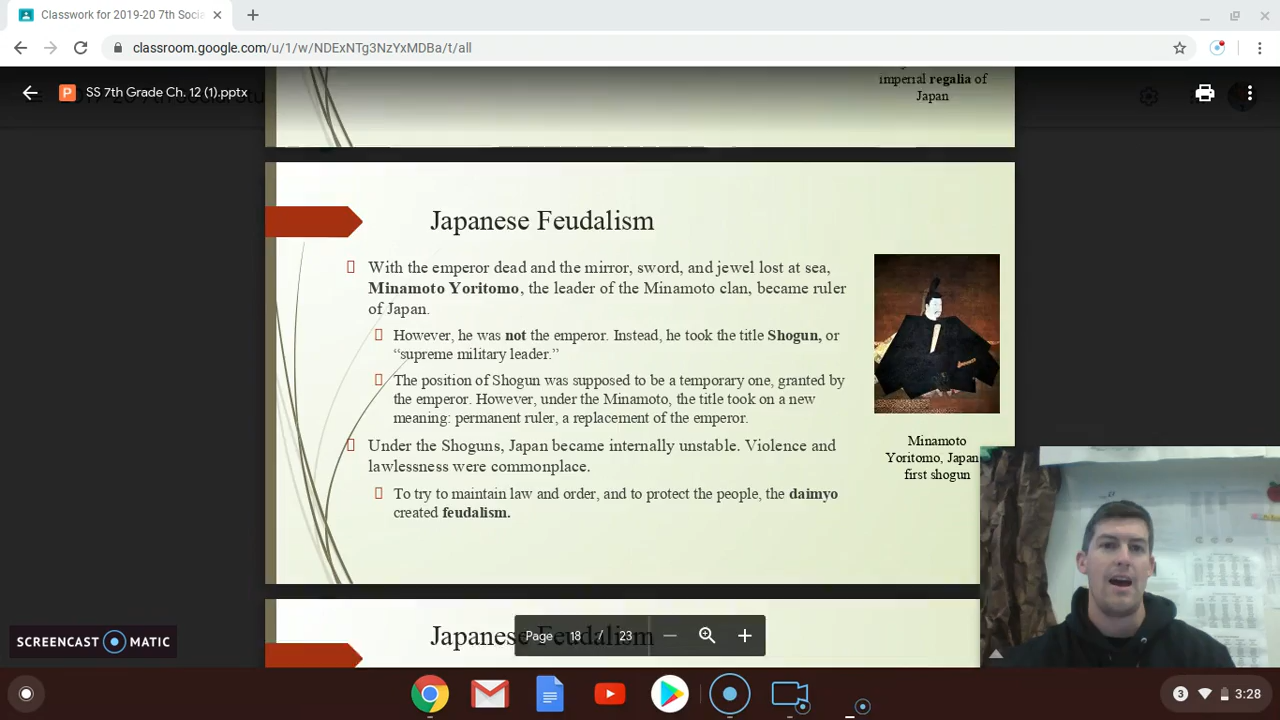 Classwork for 2019-20 7th Socia
classroom.google.com/u/1/w/NDExNTg3NzYxMDBa/t/all
SS 7th Grade Ch. 12 (1).pptx
imperial regalia of
Japan
Japanese Feudalism
With the emperor dead and the mirror, sword, and jewel lost at sea,
Minamoto Yoritomo, the leader of the Minamoto clan, became ruler
of Japan.
However, he was not the emperor. Instead, he took the title Shogun, or
“supreme military leader.”
The position of Shogun was supposed to be a temporary one, granted by
the emperor. However, under the Minamoto, the title took on a new
meaning: permanent ruler, a replacement of the emperor.
Under the Shoguns, Japan became internally unstable. Violence and
lawlessness were commonplace.
To try to maintain law and order, and to protect the people, the daimyo
created feudalism.
Minamoto
Yoritomo, Japan
first shogun
SCREENCAST MATIC
Japanese Feudalism
Page 18 / 23
3 3:28